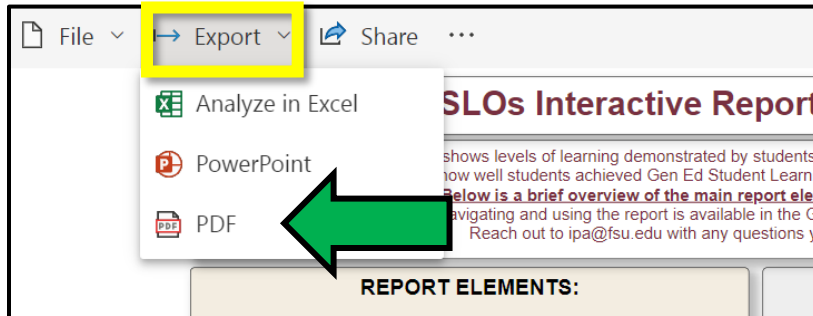 File Export Share ...
Analyze in Excel
PowerPoint
PDF
SLOs Interactive Report
shows levels of learning demonstrated by students
how well students achieved Gen Ed Student Learn
Below is a brief overview of the main report ele
avigating and using the report is available in the G
Reach out to ipa@fsu.edu with any questions y
REPORT ELEMENTS: